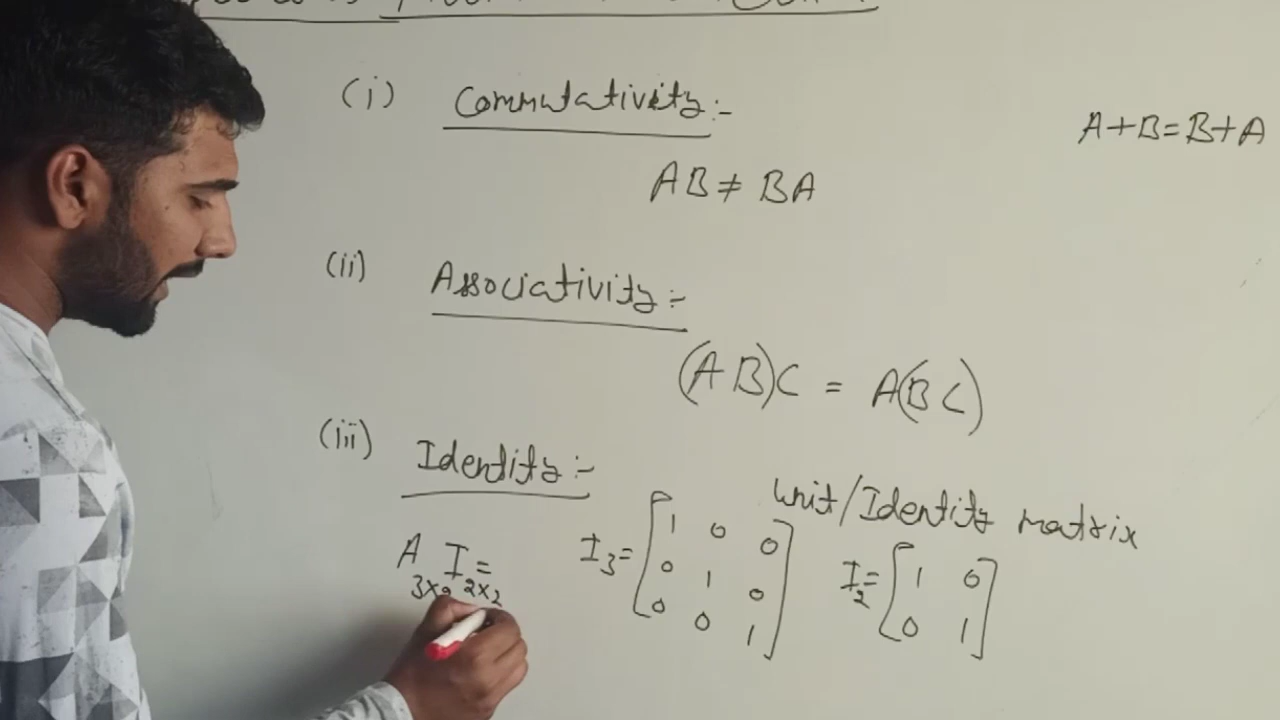 (i) Commutativity:-
A+B=B+A
AB ≠ BA
(ii) Associativity:-
(AB)C = A(BC)
(iii) Identity:-
Unit/Identity matrix
A I =
3x2 2x2
I3= [1 0 0
0 1 0
0 0 1]
I2= [1 0
0 1]